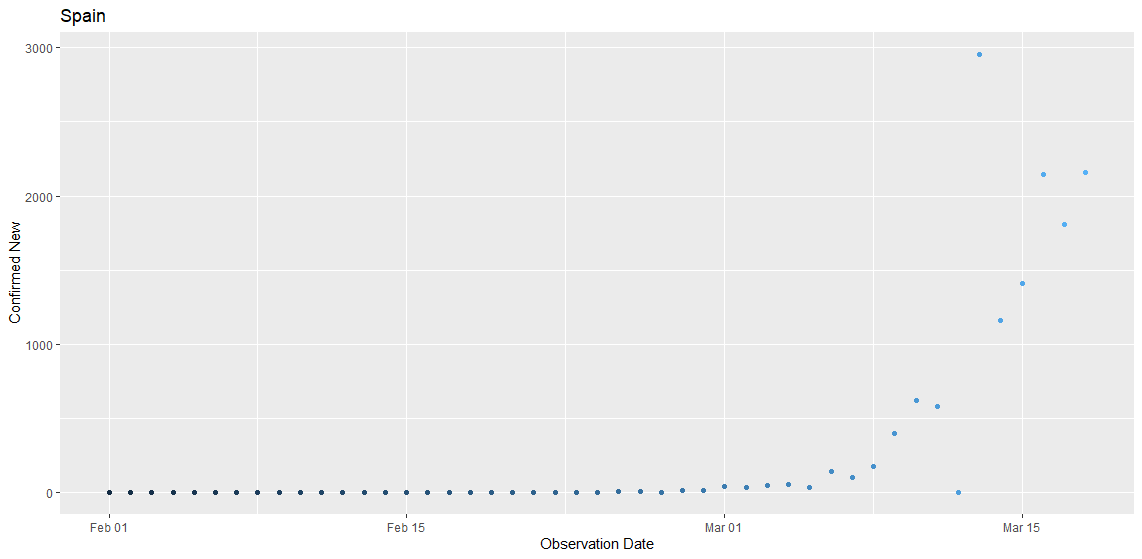 Spain
3000
2000
1000
0
Confirmed New
Feb 01 Feb 15 Mar 01 Mar 15
Observation Date